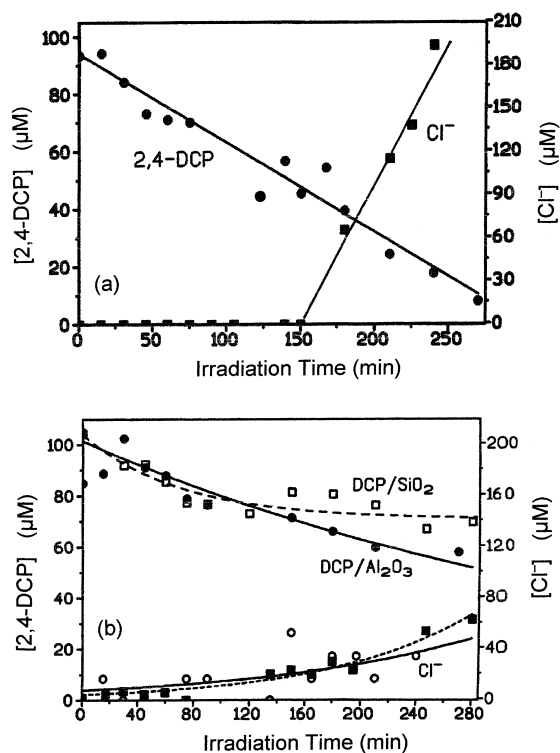 100
80
60
40
20
0
[2,4-DCP] (µM)
210
180
150
120
90
60
30
0
[Cl⁻] (µM)
2,4-DCP
Cl⁻
(a)
0 50 100 150 200 250
Irradiation Time (min)
100
80
60
40
20
0
[2,4-DCP] (µM)
200
160
120
80
40
0
[Cl⁻] (µM)
DCP/SiO₂
DCP/Al₂O₃
(b)
Cl⁻
0 40 80 120 160 200 240 280
Irradiation Time (min)